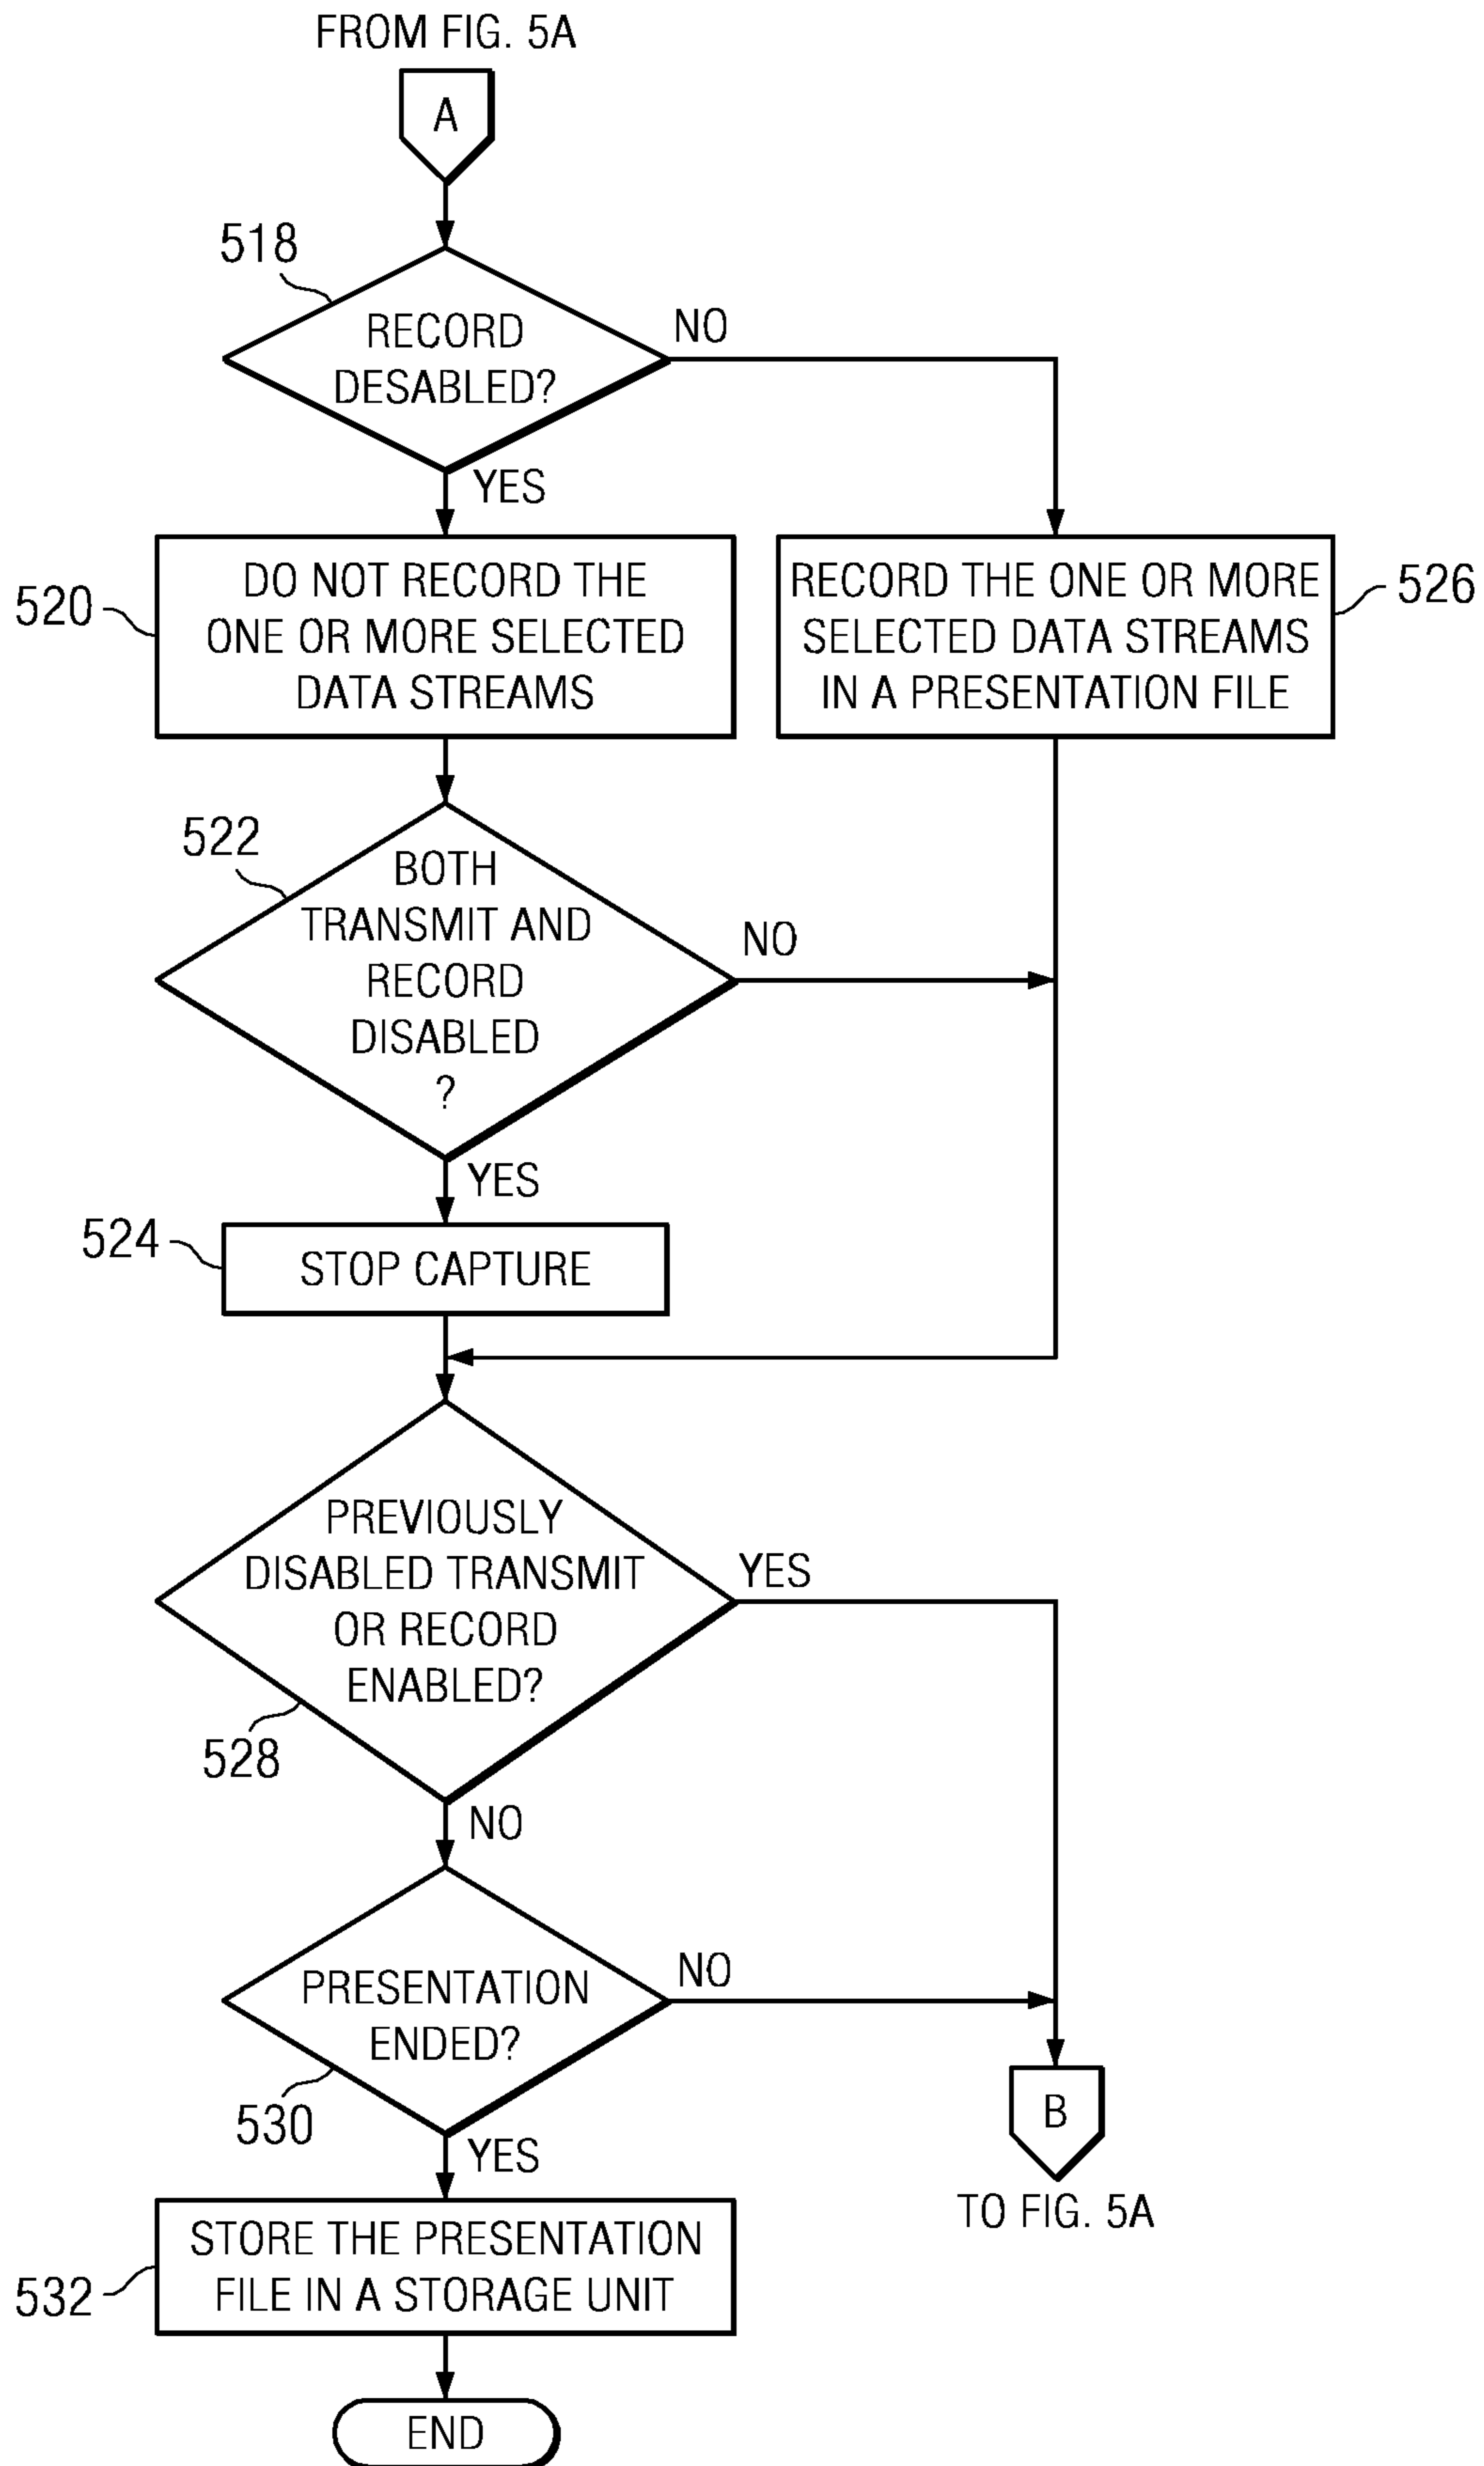 FROM FIG. 5A
A
518
RECORD
DESABLED?
NO
YES
520
DO NOT RECORD THE
ONE OR MORE SELECTED
DATA STREAMS
RECORD THE ONE OR MORE
SELECTED DATA STREAMS
IN A PRESENTATION FILE
526
522
BOTH
TRANSMIT AND
RECORD
DISABLED
?
NO
YES
524
STOP CAPTURE
PREVIOUSLY
DISABLED TRANSMIT
OR RECORD
ENABLED?
YES
528
NO
PRESENTATION
ENDED?
NO
530
YES
B
TO FIG. 5A
STORE THE PRESENTATION
FILE IN A STORAGE UNIT
532
END